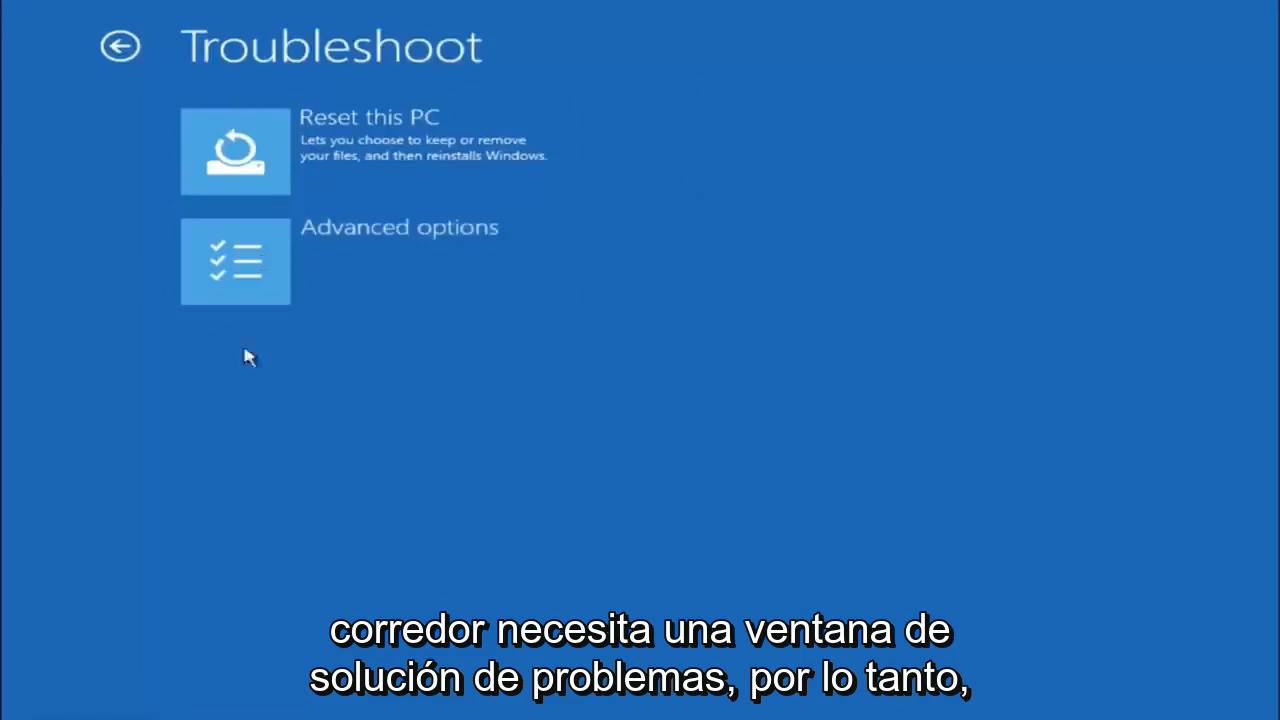 Troubleshoot
Reset this PC
Lets you choose to keep or remove
your files, and then reinstalls Windows.
Advanced options
corredor necesita una ventana de
solución de problemas, por lo tanto,